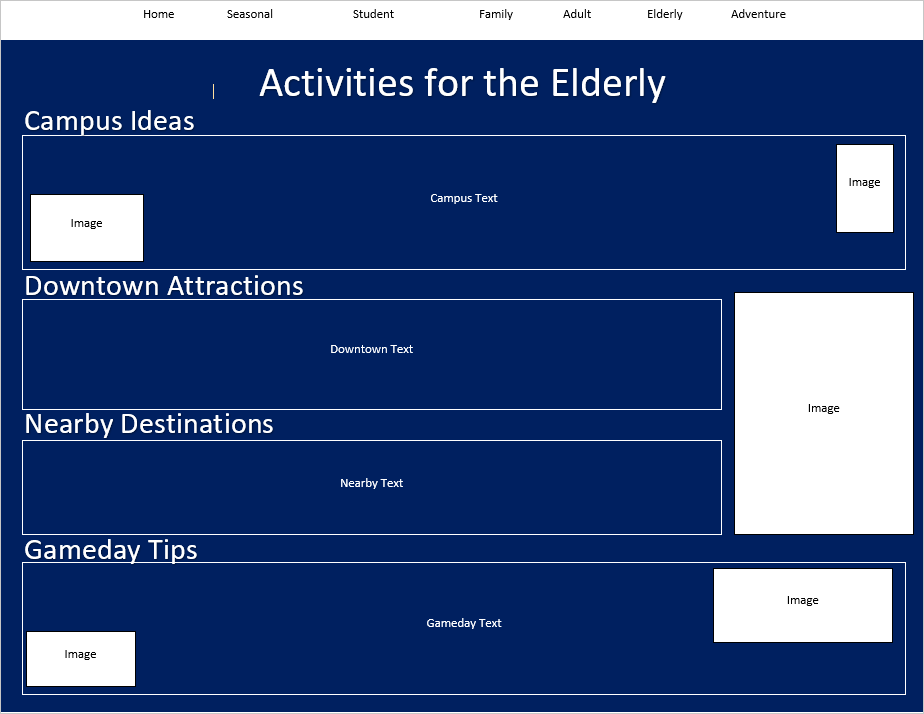 Home Seasonal Student Family Adult Elderly Adventure
Activities for the Elderly
Campus Ideas
Image
Campus Text
Image
Downtown Attractions
Downtown Text
Image
Nearby Destinations
Nearby Text
Gameday Tips
Image
Gameday Text
Image